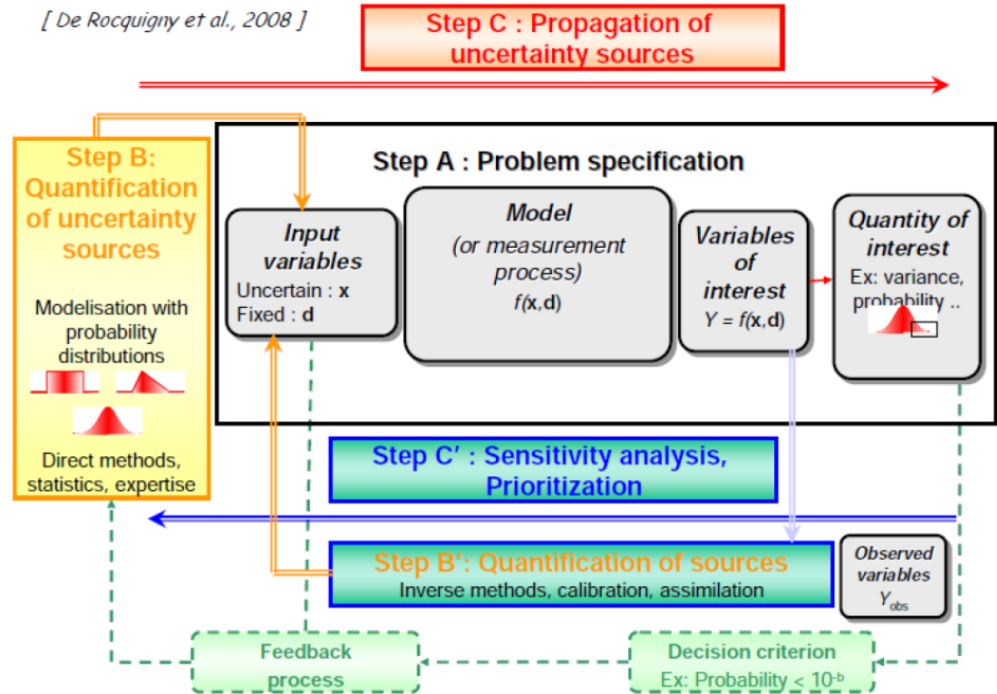 [ De Rocquigny et al., 2008 ]
Step C : Propagation of
uncertainty sources
Step B:
Quantification
of uncertainty
sources
Modelisation with
probability
distributions
Direct methods,
statistics, expertise
Step A : Problem specification
Input
variables
Uncertain : x
Fixed : d
Model
(or measurement
process)
f(x,d)
Variables
of
interest
Y = f(x,d)
Quantity of
interest
Ex: variance,
probability ..
Step C' : Sensitivity analysis,
Prioritization
Step B': Quantification of sources
Inverse methods, calibration, assimilation
Observed
variables
Yobs
Feedback
process
Decision criterion
Ex: Probability < 10-b